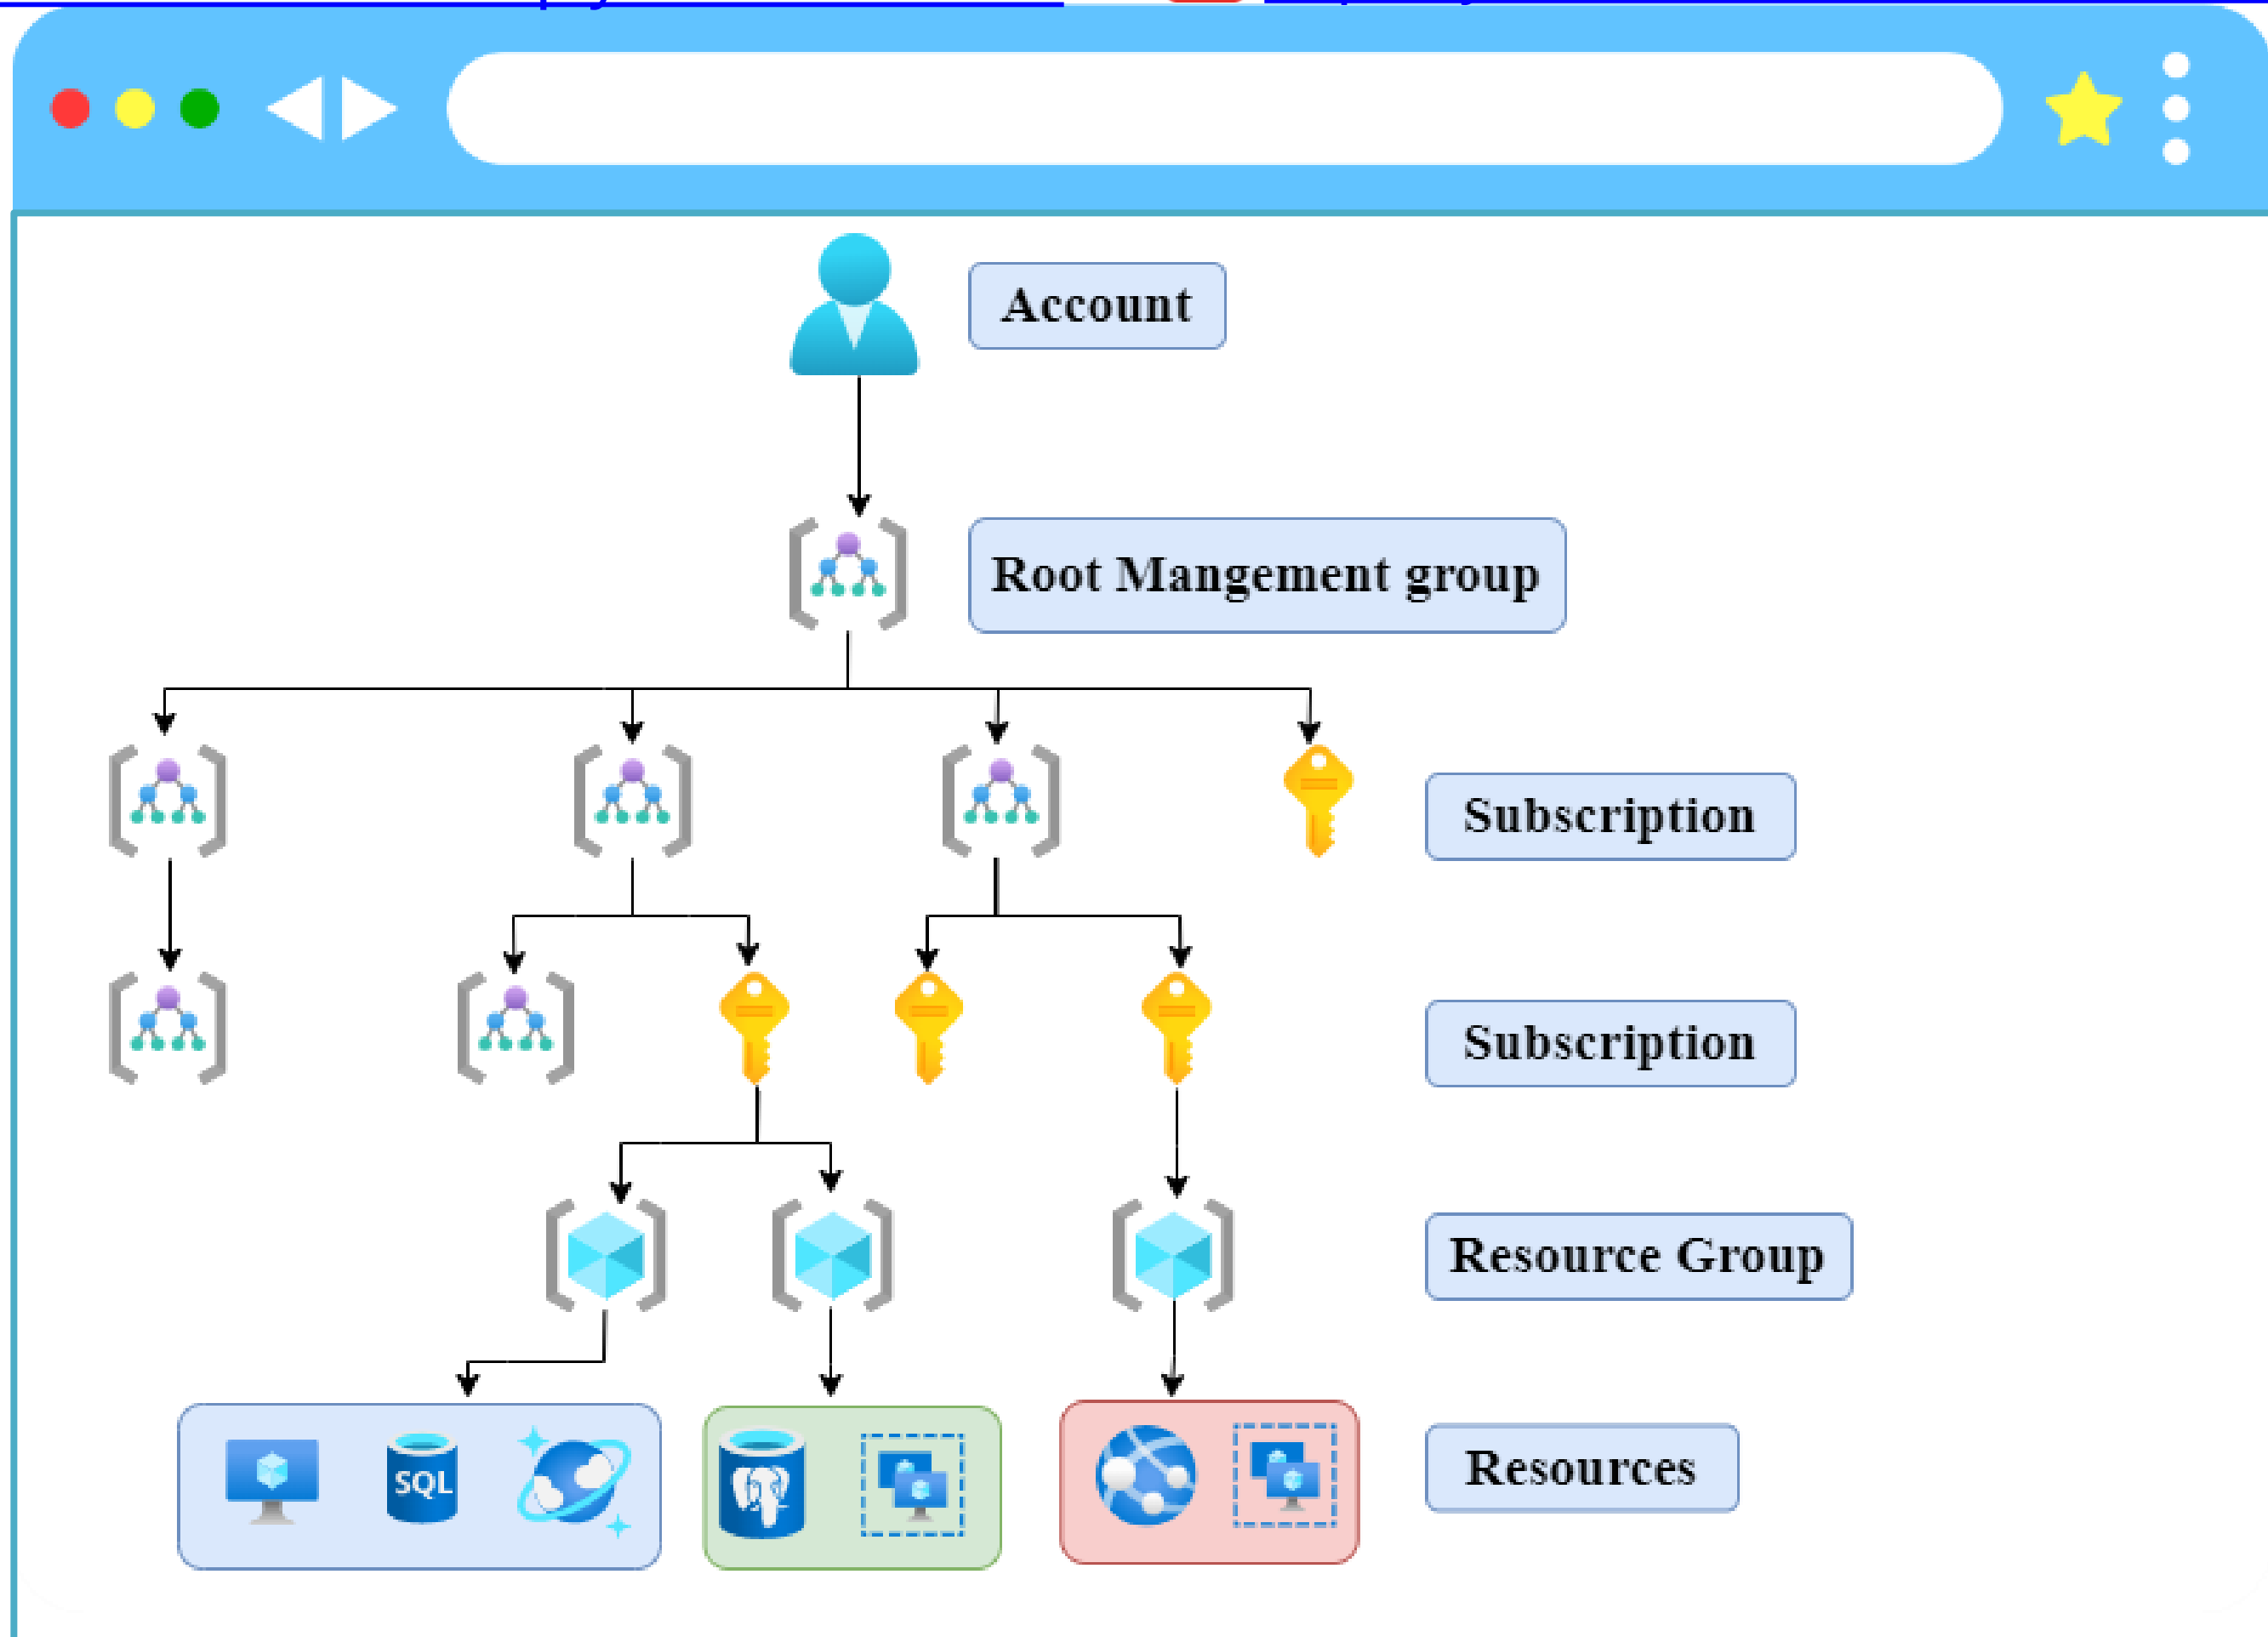 Account
Root Mangement group
Subscription
Subscription
Resource Group
SQL
Resources